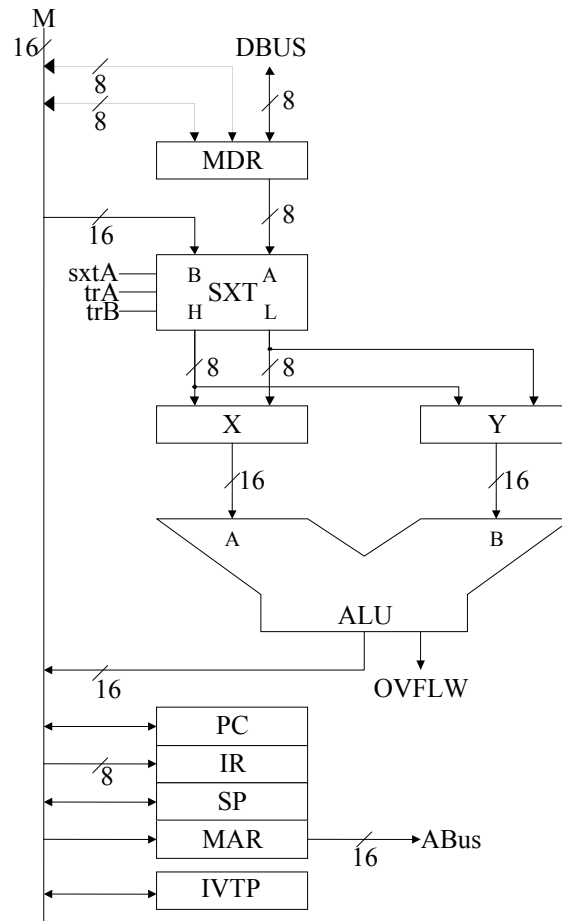 M
16
DBUS
8
8
8
MDR
8
16
sxtA
trA
trB
B
A
SXT
H
L
8
8
X
Y
16
16
A
B
ALU
16
OVFLW
PC
IR
8
SP
MAR
16
ABus
IVTP